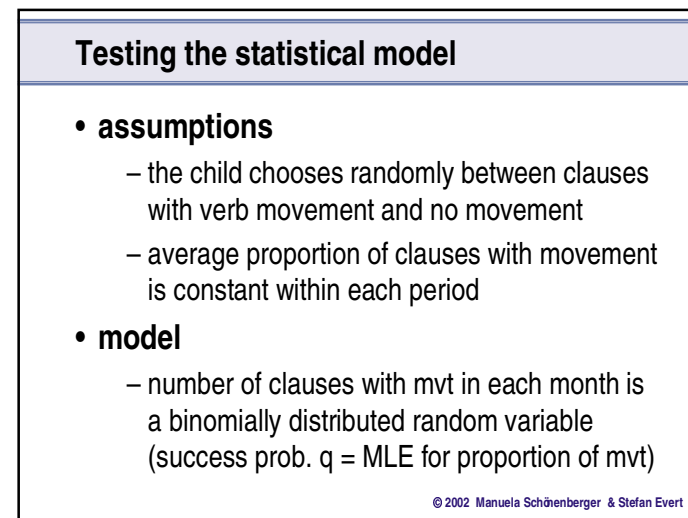 Testing the statistical model
• assumptions
– the child chooses randomly between clauses
with verb movement and no movement
– average proportion of clauses with movement
is constant within each period
• model
– number of clauses with mvt in each month is
a binomially distributed random variable
(success prob. q = MLE for proportion of mvt)
© 2002 Manuela Schönenberger & Stefan Evert